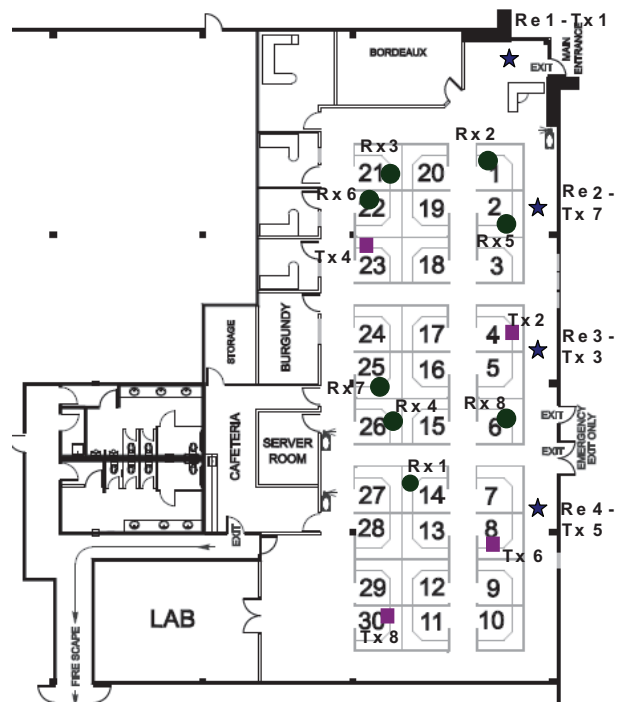 Re 1 - Tx 1
BORDEAUX
MAIN
ENTRANCE
EXIT
Rx 3
Rx 2
21
20
1
Re2 -
Tx 7
Rx 6
22
19
2
Rx 5
Tx 4
23
18
3
STORAGE
BURGUNDY
24
17
4
Tx 2
Re3 -
Tx 3
25
16
5
Rx 7
Rx 4
Rx 8
26
15
6
EXIT
EXIT
EMERGENCY
EXIT ONLY
CAFETERIA
SERVER
ROOM
Rx 1
27
14
7
Re 4 -
Tx 5
28
13
8
EXIT
Tx 6
29
12
9
LAB
30
11
10
Tx 8
FIRE SCAPE